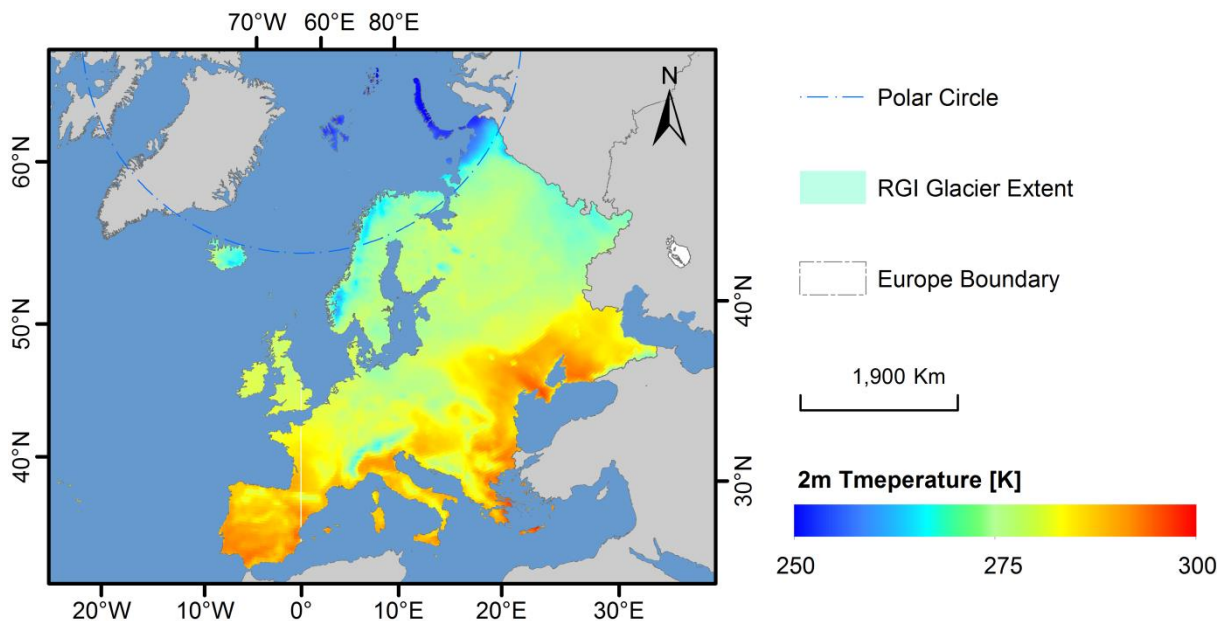 70°W 60°E 80°E
N
60°N
50°N
40°N
40°N
30°N
20°W 10°W 0° 10°E 20°E 30°E
Polar Circle
RGI Glacier Extent
Europe Boundary
1,900 Km
2m Tmeperature [K]
250 275 300